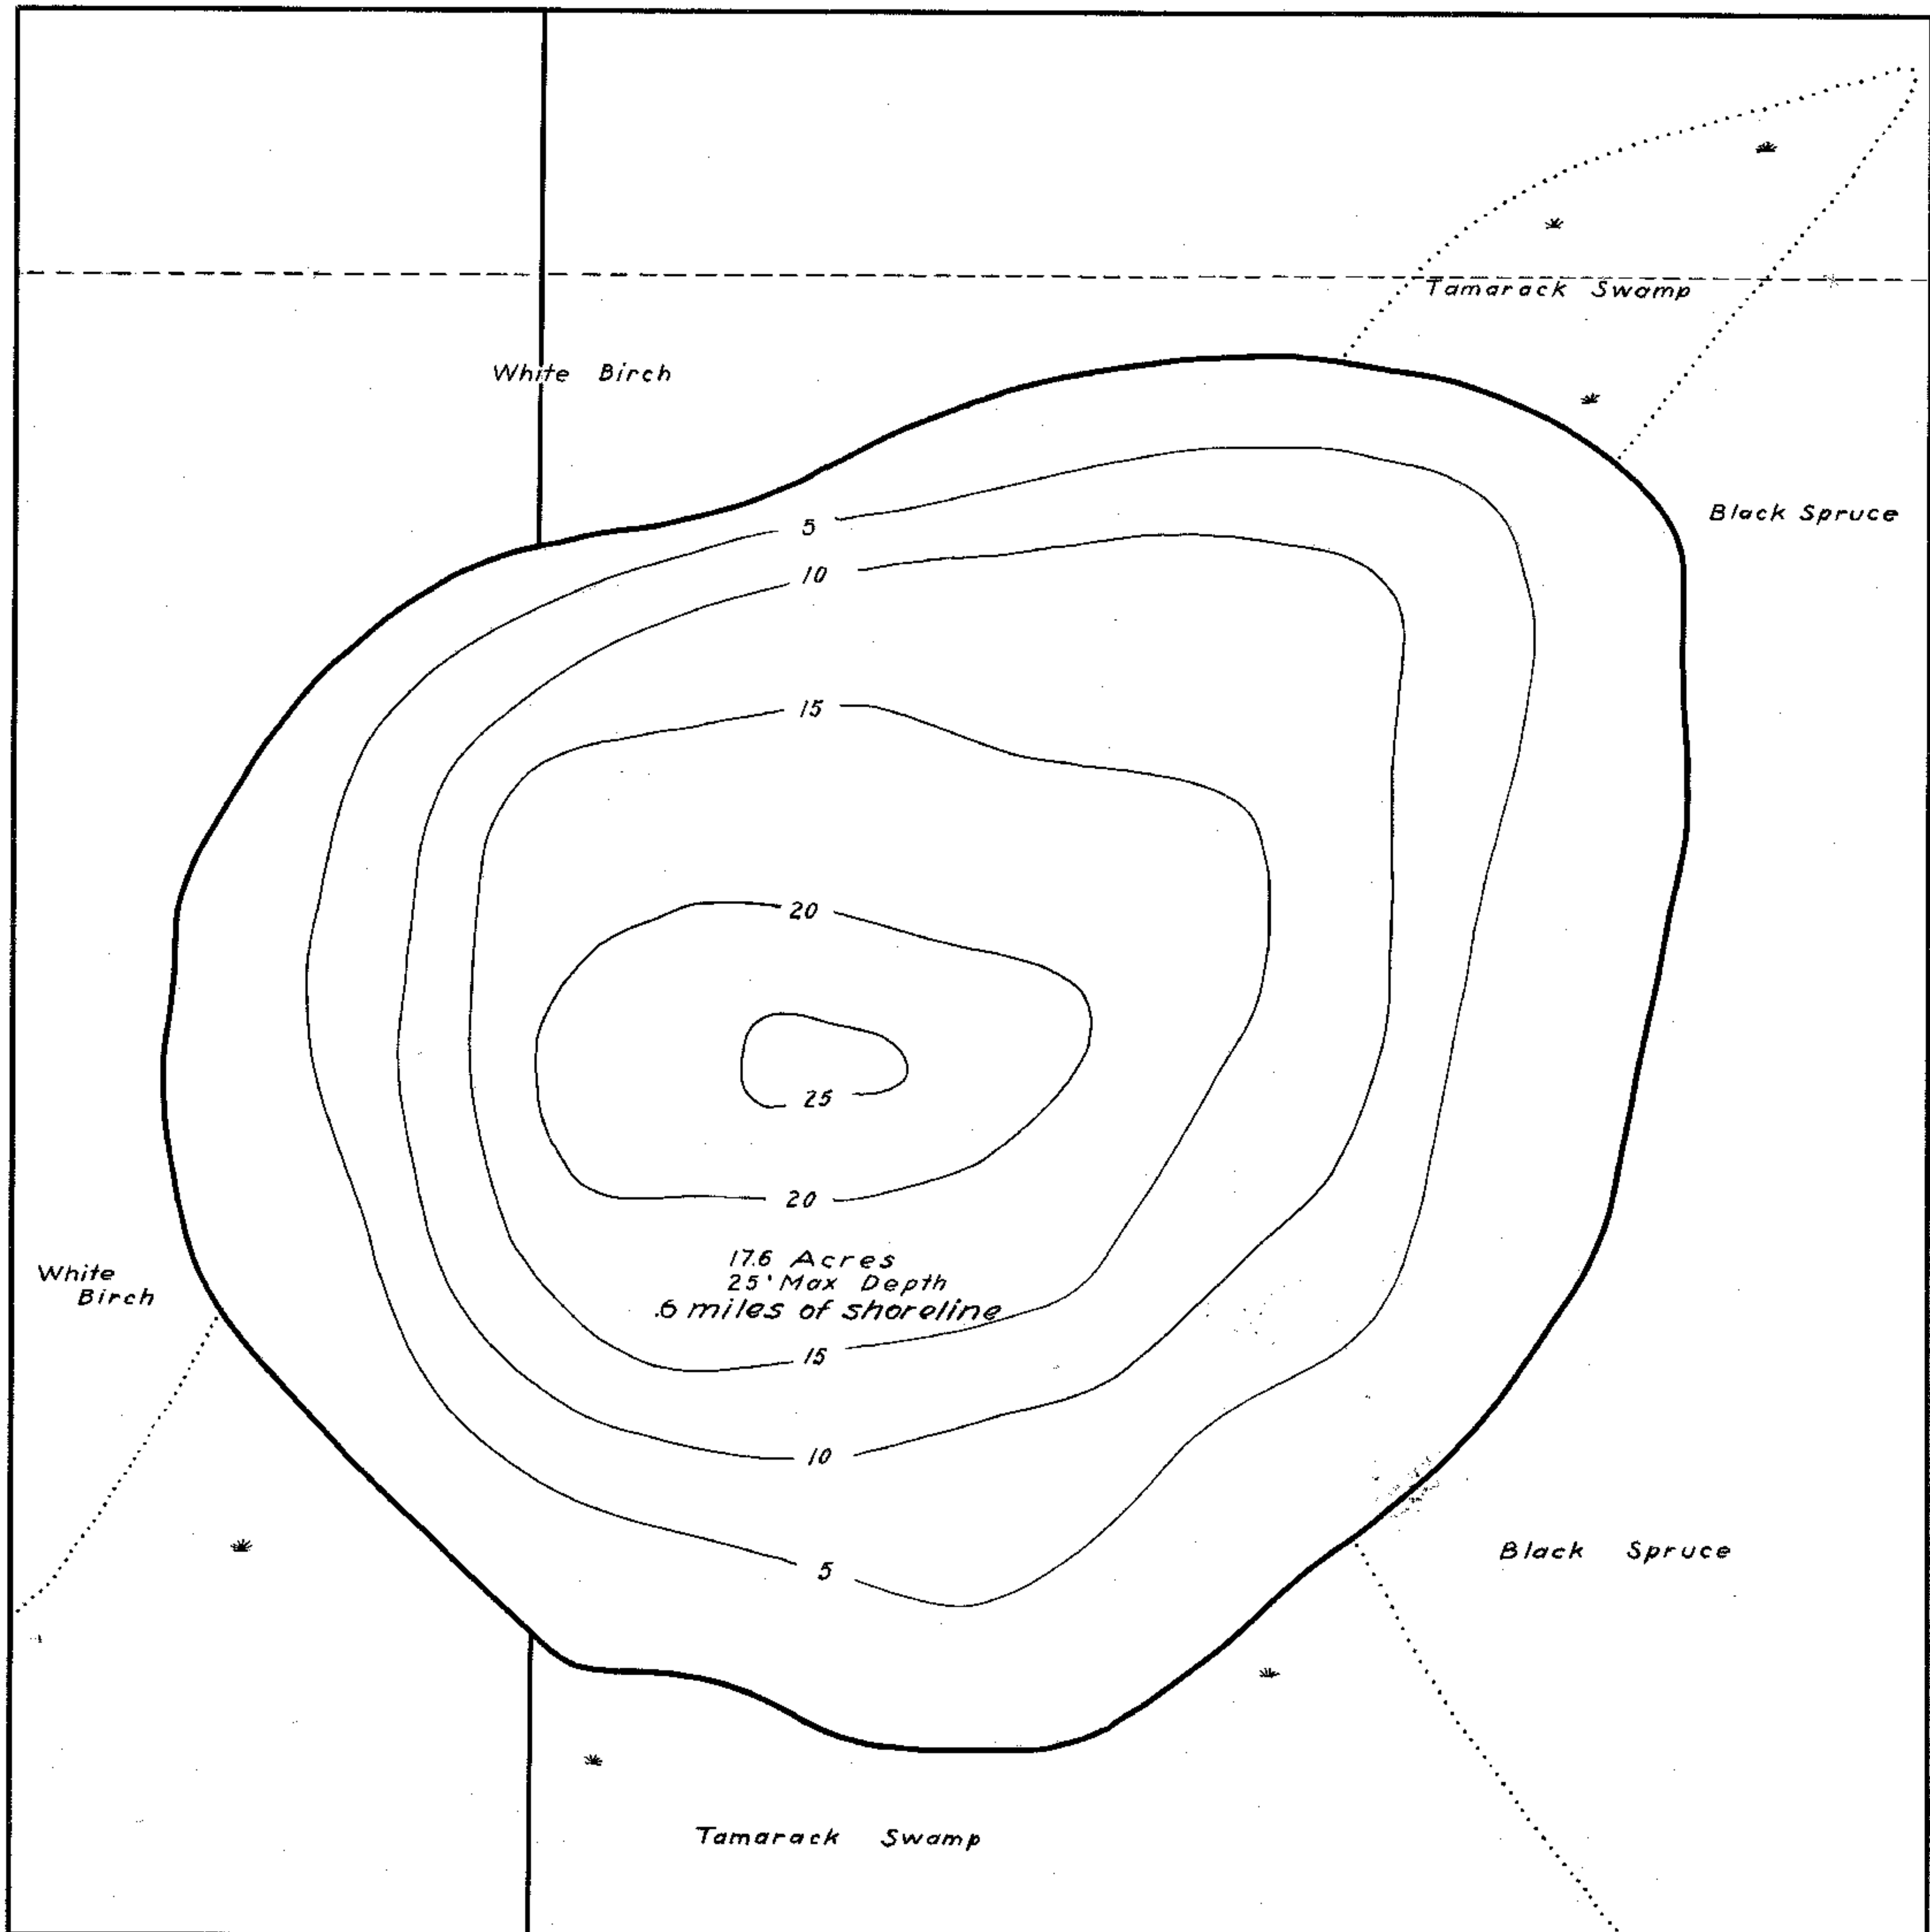 Tamarack Swamp
White Birch
Black Spruce
5
10
15
20
25
20
17.6 Acres
25' Max Depth
.6 miles of shoreline
White
Birch
15
10
Black Spruce
5
Tamarack Swamp